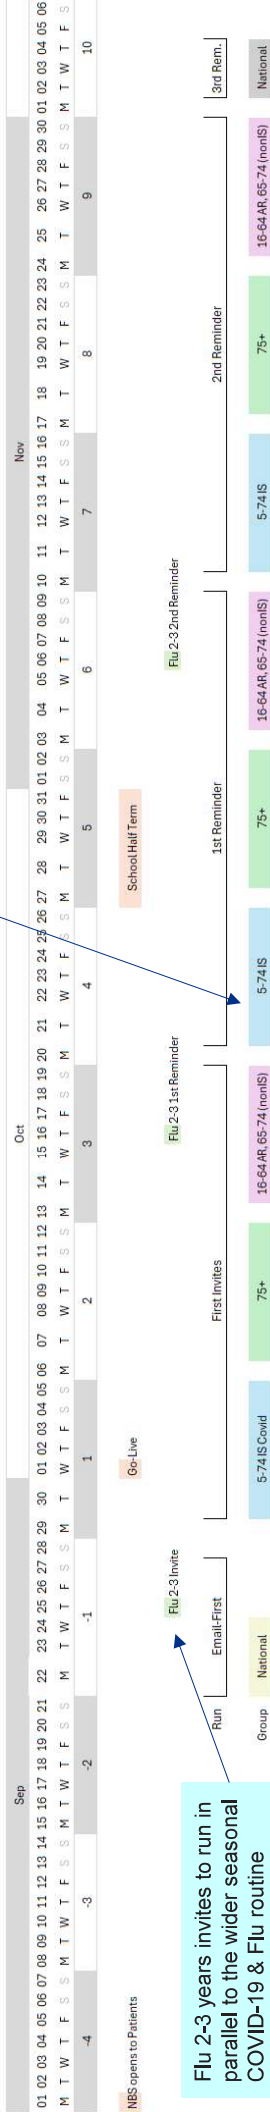 Sep Oct Nov
01 02 03 04 05 06 07 08 09 10 11 12 13 14 15 16 17 18 19 20 21 22 23 24 25 26 27 28 29 30 01 02 03 04 05 06 07 08 09 10 11 12 13 14 15 16 17 18 19 20 21 22 23 24 25 26 27 28 29 30 31 01 02 03 04 05 06 07 08 09 10 11 12 13 14 15 16 17 18 19 20 21 22 23 24 25 26 27 28 29 30 01 02 03 04 05 06
M T W T F S S M T W T F S S M T W T F S S M T W T F S S M T W T F S S M T W T F S S M T W T F S S M T W T F S S M T W T F S S M T W T F S S M T W T F S S M T W T F S S M T W T F S S M T W T F S
-4 -3 -2 -1 1 2 3 4 5 6 7 8 9 10
NBS opens to Patients Go-Live School Half Term
Flu 2-3 Invite Flu 2-3 1st Reminder Flu 2-3 2nd Reminder
Run Email-First First Invites 1st Reminder 2nd Reminder 3rd Rem.
Group National 5-74 IS Covid 75+ 16-64 AR, 65-74 (nonIS) 5-74 IS 75+ 16-64 AR, 65-74 (nonIS) 5-74 IS 75+ 16-64 AR, 65-74 (nonIS) National
Flu 2-3 years invites to run in
parallel to the wider seasonal
COVID-19 & Flu routine